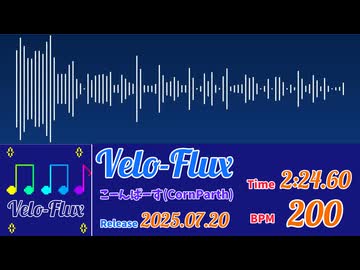 Velo-Flux
こーんぱーす(CornParth)
Release 2025.07.20
Time 2:24.60
BPM 200
Velo-Flux